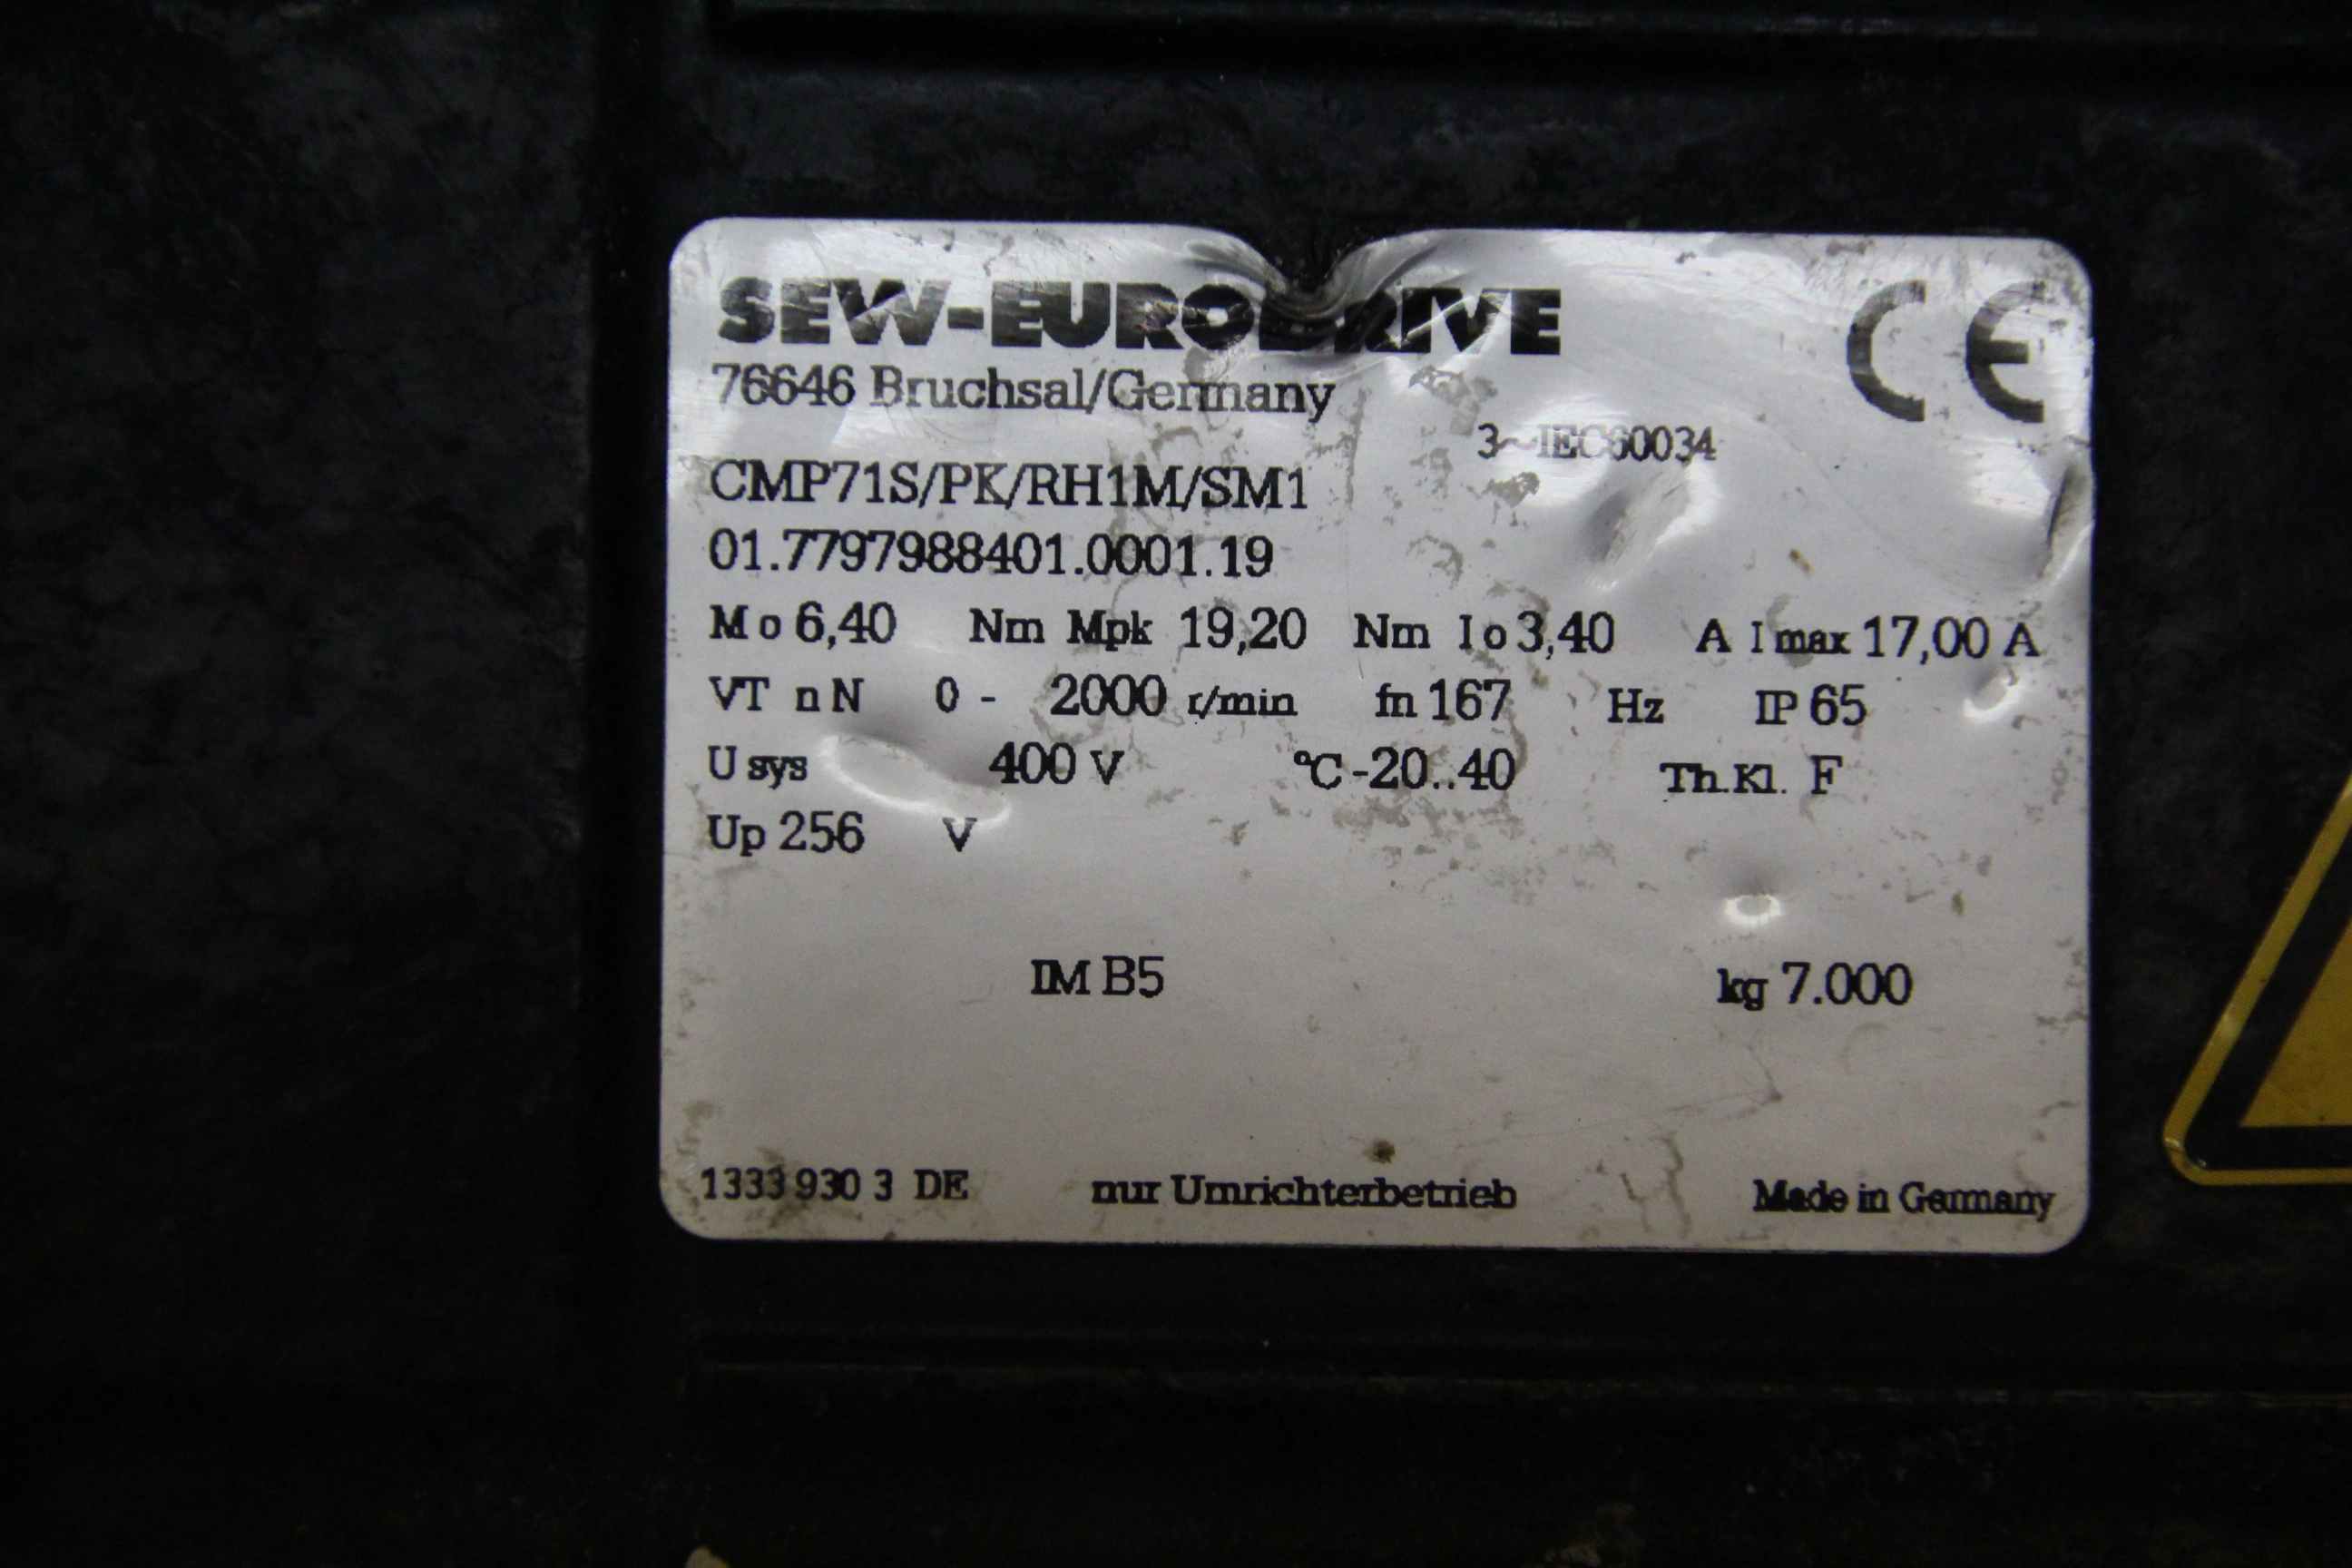 SEW-EURODRIVE
CE
76646 Bruchsal/Germany
3~IEC60034
CMP71S/PK/RH1M/SM1
01.7797988401.0001.19
Mo 6,40 Nm Mpk 19,20 Nm Io 3,40 A Imax 17,00 A
VT nN 0 - 2000 r/min fn 167 Hz IP 65
U sys 400 V °C -20..40 Th.Kl. F
Up 256 V
IM B5 kg 7.000
1333 930 3 DE nur Umrichterbetrieb Made in Germany